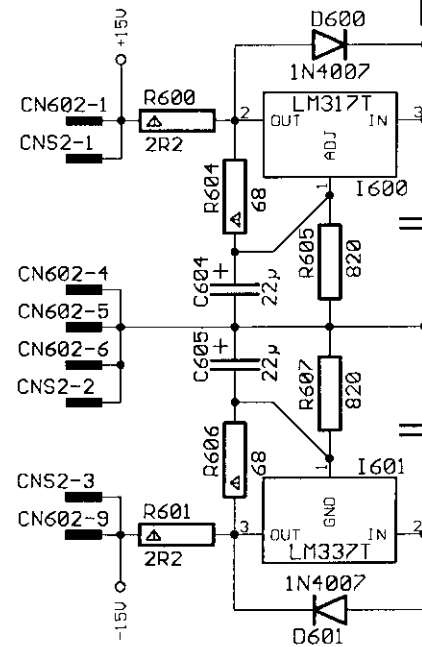 D600
1N4007
+15V
CN602-1
CNS2-1
R600
2R2
2
LM317T
OUT
IN
3
ADJ
1
I600
R604
68
R605
820
CN602-4
CN602-5
CN602-6
CNS2-2
C604
+
22µ
C605
+
22µ
R607
820
R606
68
1
I601
CNS2-3
CN602-9
R601
2R2
3
OUT
GND
IN
2
LM337T
-15V
1N4007
D601